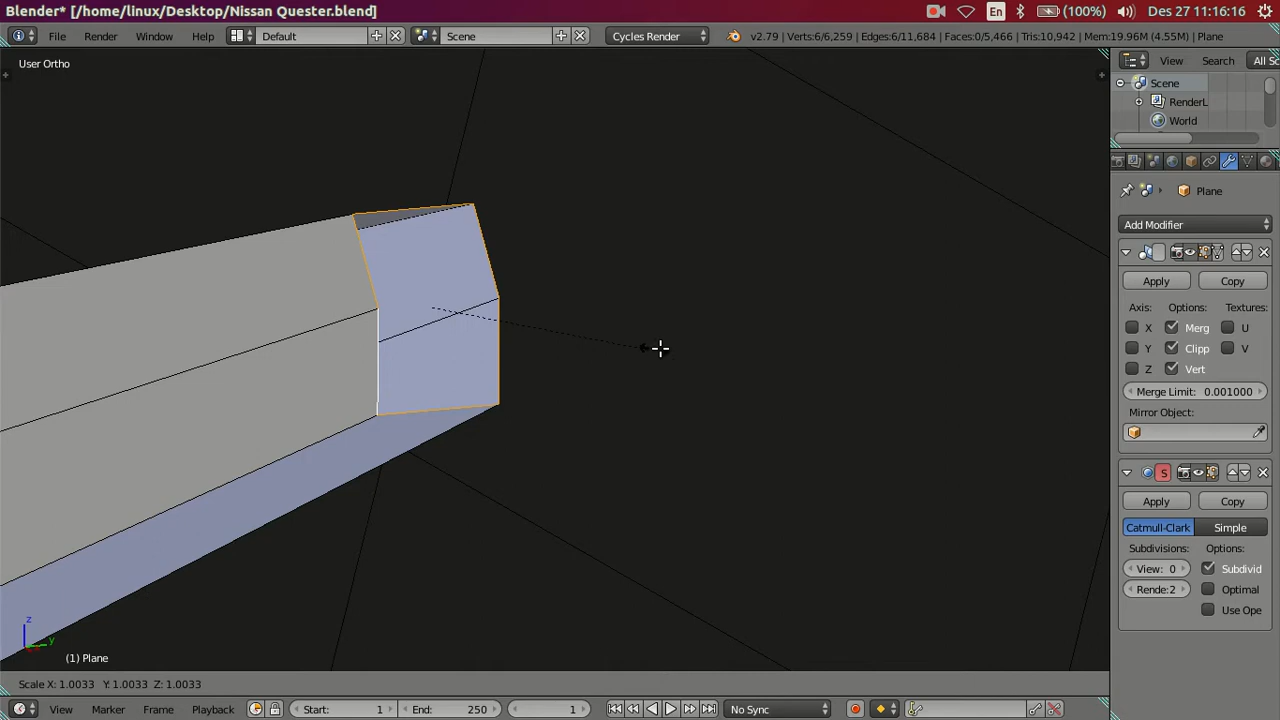 Blender* [/home/linux/Desktop/Nissan Quester.blend] En (100%) Des 27 11:16:16
File Render Window Help Default Scene Cycles Render v2.79 | Verts:6/6,259 | Edges:6/11,684 | Faces:0/5,466 | Tris:10,942 | Mem:19.96M (4.55M) | Plane
User Ortho
View Search All Sc
Scene
RenderL
World
Plane
Add Modifier
Apply Copy
Axis: Options: Textures:
X Merg U
Y Clipp V
Z Vert
Merge Limit: 0.001000
Mirror Object:
S
Apply Copy
Catmull-Clark Simple
Subdivisions: Options:
View: 0 Subdivid
Rende:2 Optimal
Use Ope
z
y
(1) Plane
Scale X: 1.0033 Y: 1.0033 Z: 1.0033
View Marker Frame Playback Start: 1 End: 250 1 No Sync